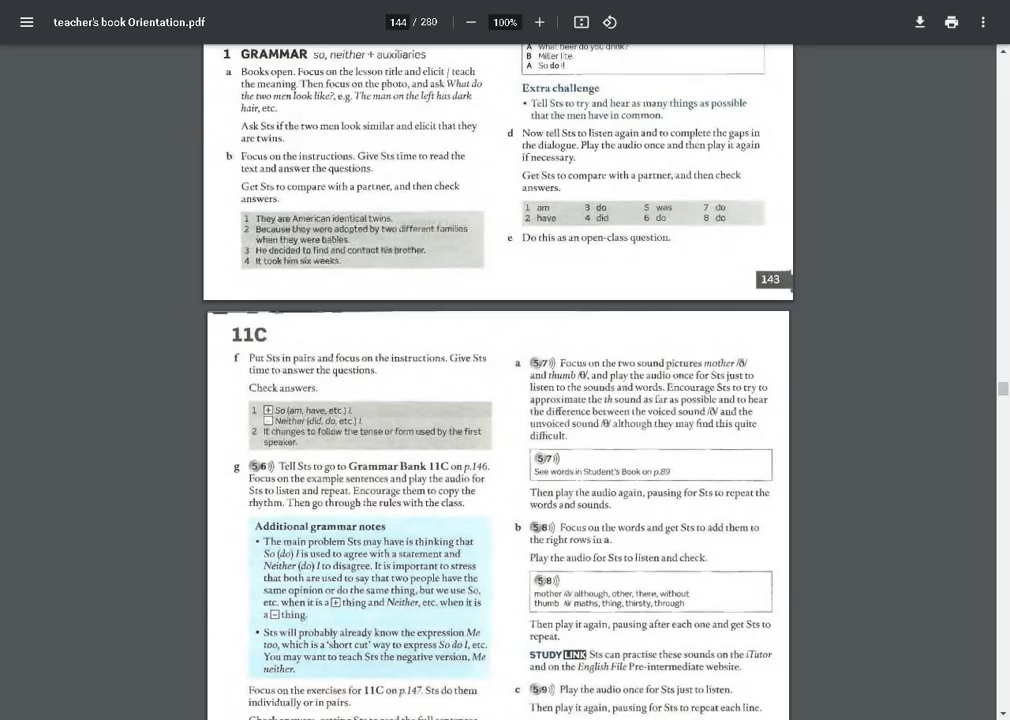 teacher's book Orientation.pdf
144 / 280
100%
1 GRAMMAR so, neither + auxiliaries
a Books open. Focus on the lesson title and elicit / teach
the meaning. Then focus on the photo, and ask What do
the two men look like?, e.g. The man on the left has dark
hair, etc.
Ask Sts if the two men look similar and elicit that they
are twins.
b Focus on the instructions. Give Sts time to read the
text and answer the questions.
Get Sts to compare with a partner, and then check
answers.
1 They are American identical twins.
2 Because they were adopted by two different families
when they were babies.
3 He decided to find and contact his brother.
4 It took him six weeks.
A What beer do you drink?
B Miller lite.
A So do I!
Extra challenge
• Tell Sts to try and hear as many things as possible
that the men have in common.
d Now tell Sts to listen again and to complete the gaps in
the dialogue. Play the audio once and then play it again
if necessary.
Get Sts to compare with a partner, and then check
answers.
1 am 3 do 5 was 7 do
2 have 4 did 6 do 8 do
e Do this as an open-class question.
143
11C
f Put Sts in pairs and focus on the instructions. Give Sts
time to answer the questions.
Check answers.
1 + So (am, have, etc.) I.
− Neither (did, do, etc.) I.
2 It changes to follow the tense or form used by the first
speaker.
g 5 6)) Tell Sts to go to Grammar Bank 11C on p.146.
Focus on the example sentences and play the audio for
Sts to listen and repeat. Encourage them to copy the
rhythm. Then go through the rules with the class.
Additional grammar notes
• The main problem Sts may have is thinking that
So (do) I is used to agree with a statement and
Neither (do) I to disagree. It is important to stress
that both are used to say that two people have the
same opinion or do the same thing, but we use So,
etc. when it is a + thing and Neither, etc. when it is
a − thing.
• Sts will probably already know the expression Me
too, which is a 'short cut' way to express So do I, etc.
You may want to teach Sts the negative version, Me
neither.
Focus on the exercises for 11C on p.147. Sts do them
individually or in pairs.
a 5 7)) Focus on the two sound pictures mother /ð/
and thumb /θ/, and play the audio once for Sts just to
listen to the sounds and words. Encourage Sts to try to
approximate the th sound as far as possible and to hear
the difference between the voiced sound /ð/ and the
unvoiced sound /θ/ although they may find this quite
difficult.
5 7))
See words in Student's Book on p.89
Then play the audio again, pausing for Sts to repeat the
words and sounds.
b 5 8)) Focus on the words and get Sts to add them to
the right rows in a.
Play the audio for Sts to listen and check.
5 8))
mother /ð/ although, other, there, without
thumb /θ/ maths, thing, thirsty, through
Then play it again, pausing after each one and get Sts to
repeat.
STUDY LINK Sts can practise these sounds on the iTutor
and on the English File Pre-intermediate website.
c 5 9)) Play the audio once for Sts just to listen.
Then play it again, pausing for Sts to repeat each line.